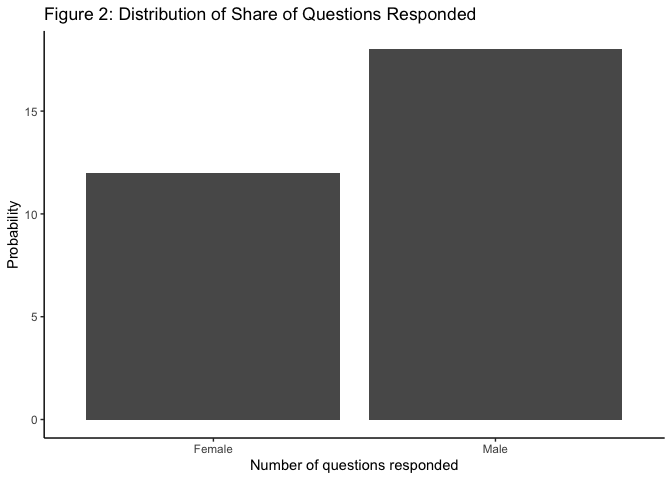 Figure 2: Distribution of Share of Questions Responded
15
10
5
0
Probability
Female Male
Number of questions responded